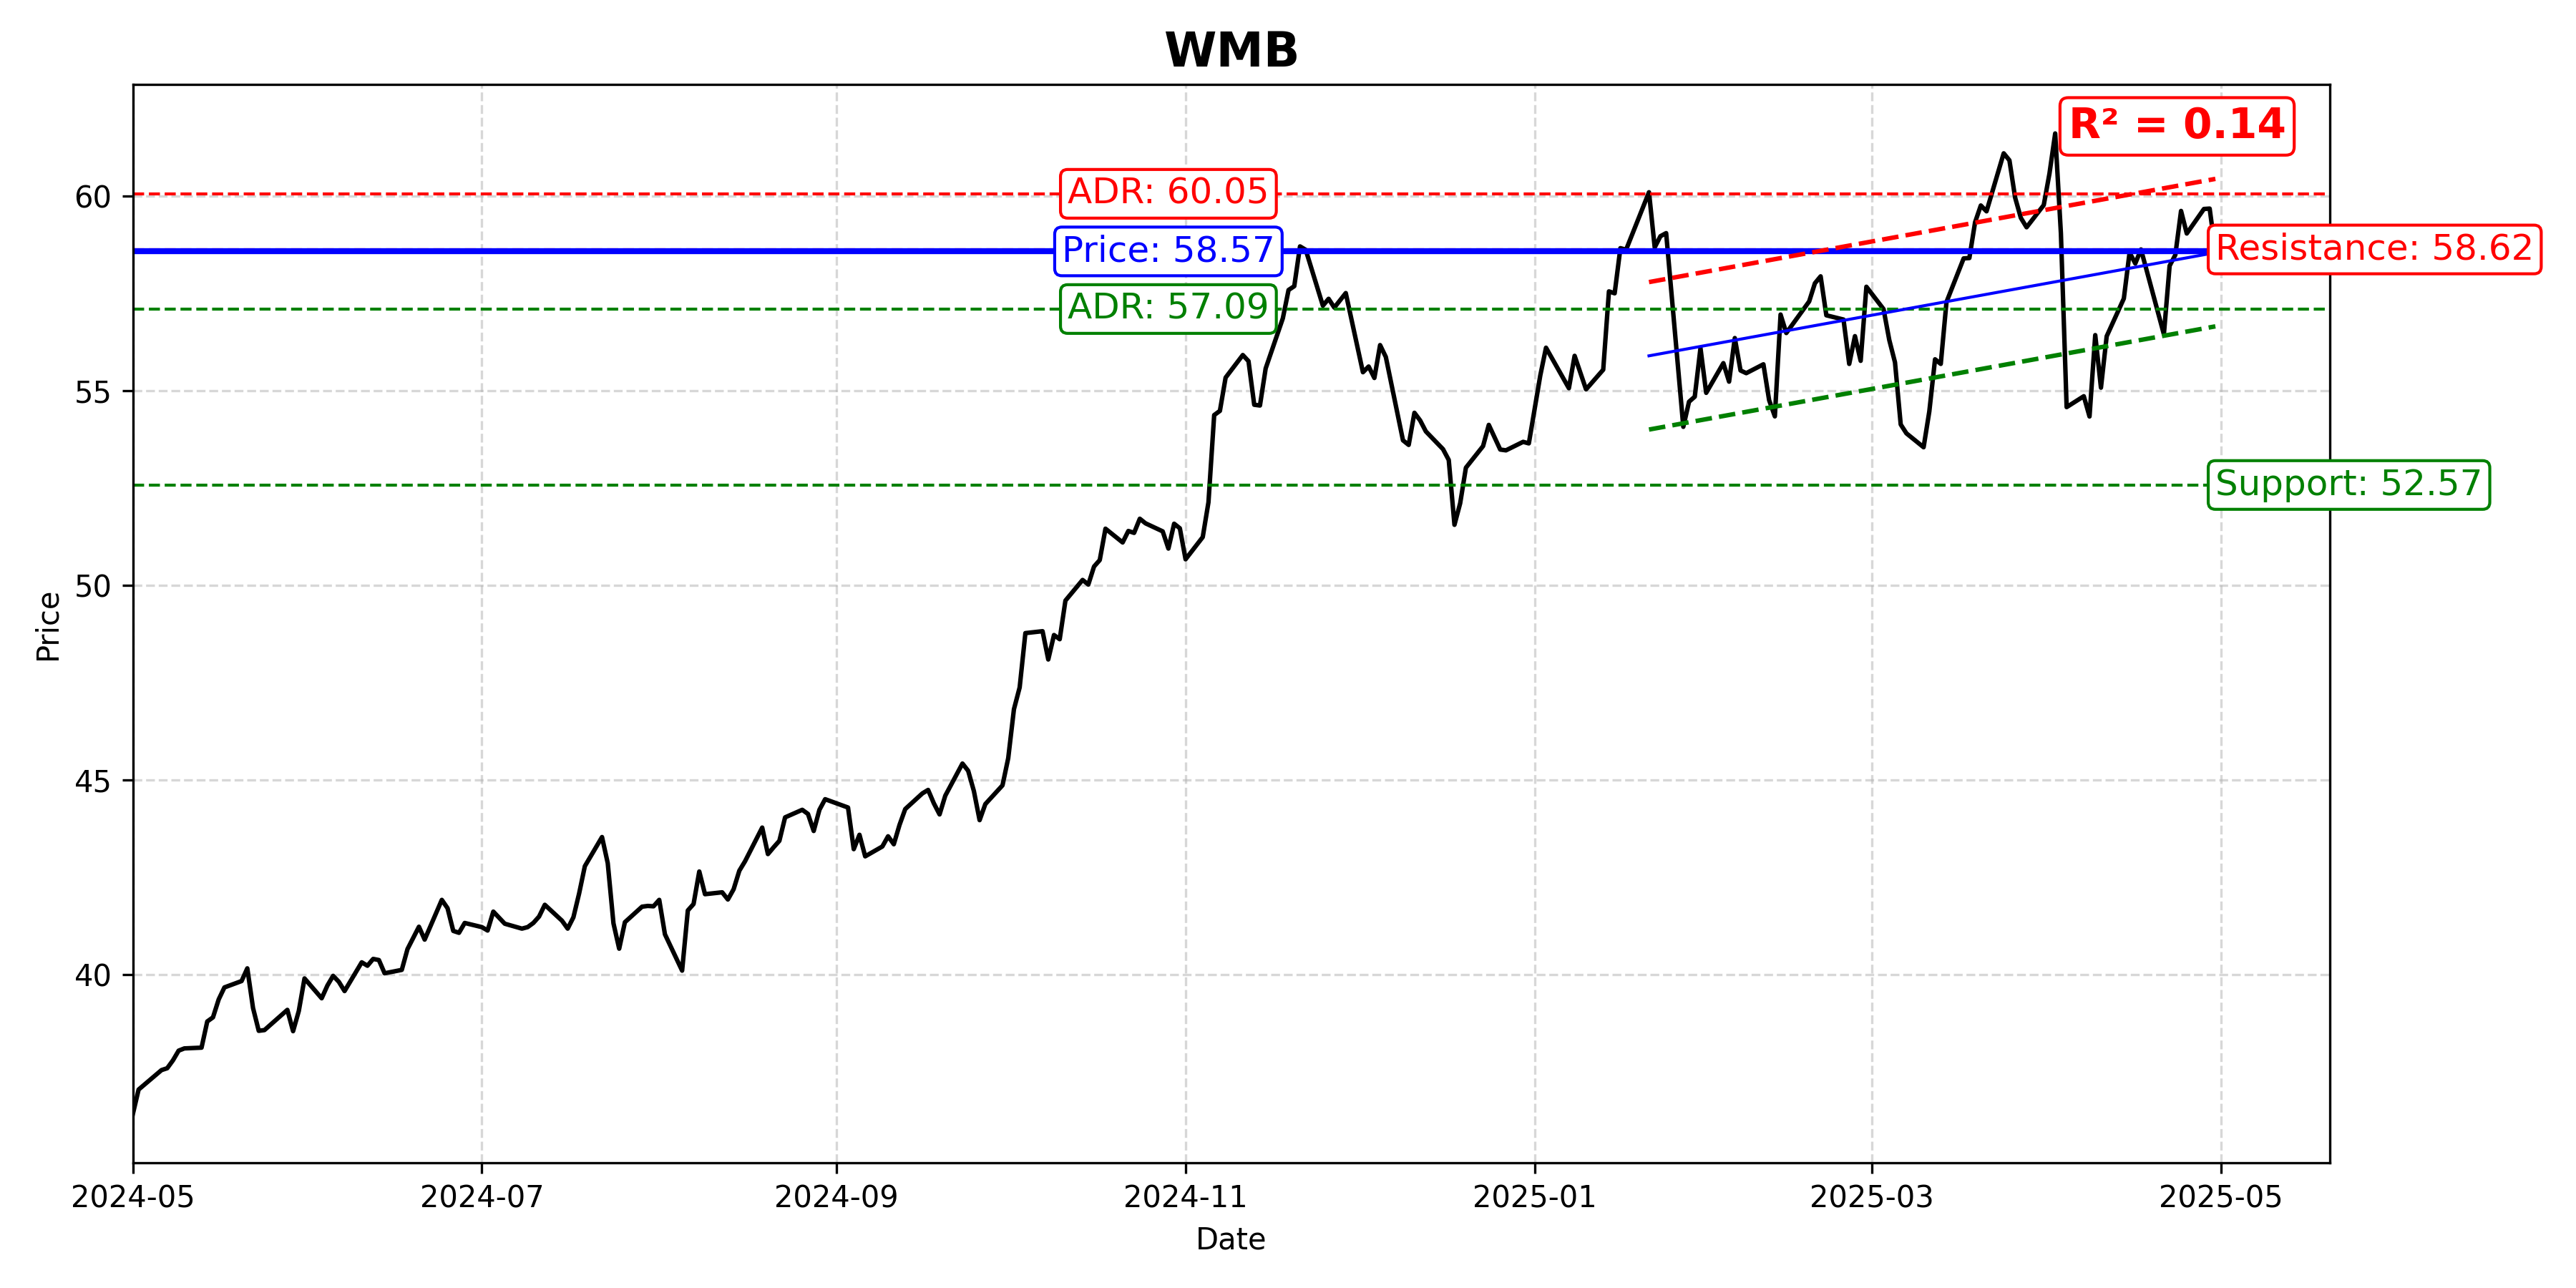 WMB
R² = 0.14
ADR: 60.05
Price: 58.57
Resistance: 58.62
ADR: 57.09
Support: 52.57
60
55
50
45
40
Price
2024-05
2024-07
2024-09
2024-11
2025-01
2025-03
2025-05
Date